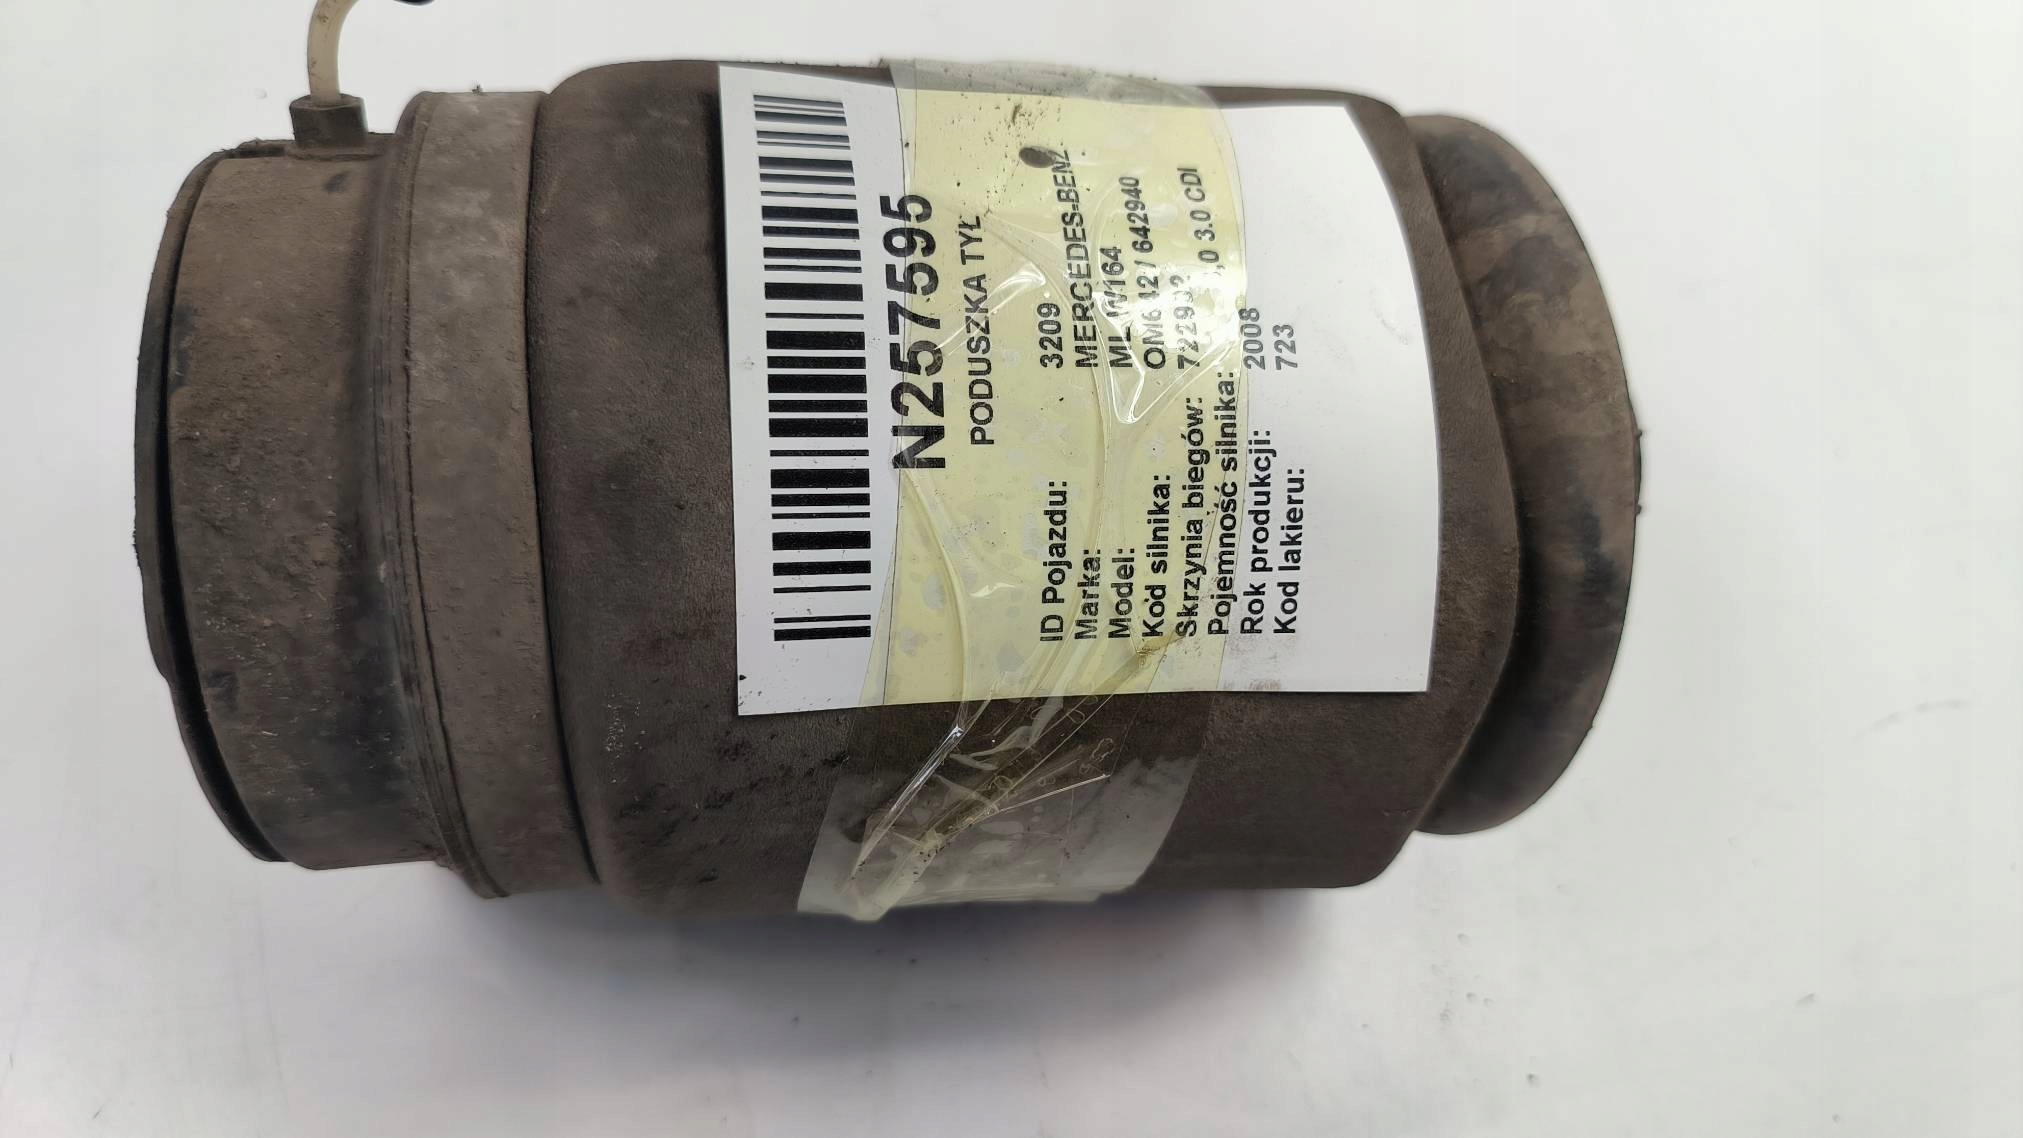 N257595
PODUSZKA TYŁ
ID Pojazdu: 3209
Marka: MERCEDES-BENZ
Model: ML W164
Kod silnika: / 642940
Skrzynia biegów:
Pojemność silnika: 3.0 CDI
Rok produkcji: 2008
Kod lakieru: 723